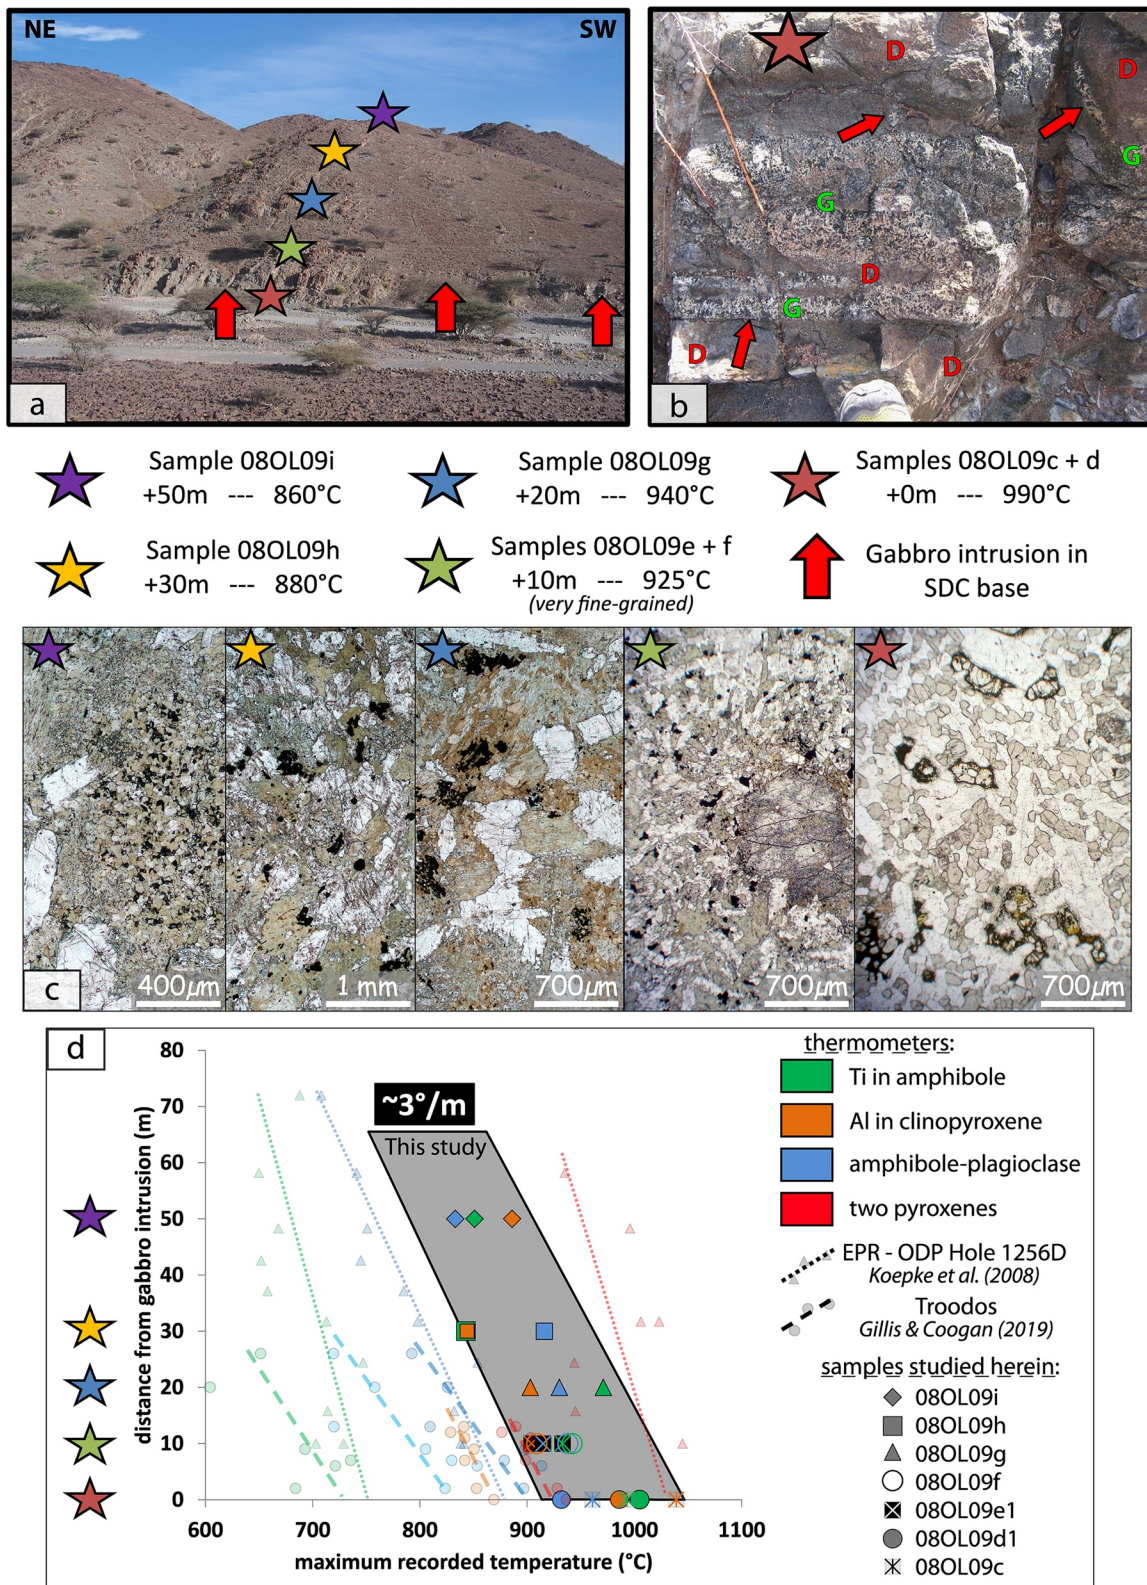 NE
SW
a
D
D
G
G
D
G
D
D
b
Sample 08OL09i
+50m --- 860°C
Sample 08OL09g
+20m --- 940°C
Samples 08OL09c + d
+0m --- 990°C
Sample 08OL09h
+30m --- 880°C
Samples 08OL09e + f
+10m --- 925°C
(very fine-grained)
Gabbro intrusion in
SDC base
c
400µm
1 mm
700µm
700µm
700µm
d
80
70
60
50
40
30
20
10
0
distance from gabbro intrusion (m)
~3°/m
This study
600
700
800
900
1000
1100
maximum recorded temperature (°C)
thermometers:
Ti in amphibole
Al in clinopyroxene
amphibole-plagioclase
two pyroxenes
EPR - ODP Hole 1256D
Koepke et al. (2008)
Troodos
Gillis & Coogan (2019)
samples studied herein:
08OL09i
08OL09h
08OL09g
08OL09f
08OL09e1
08OL09d1
08OL09c